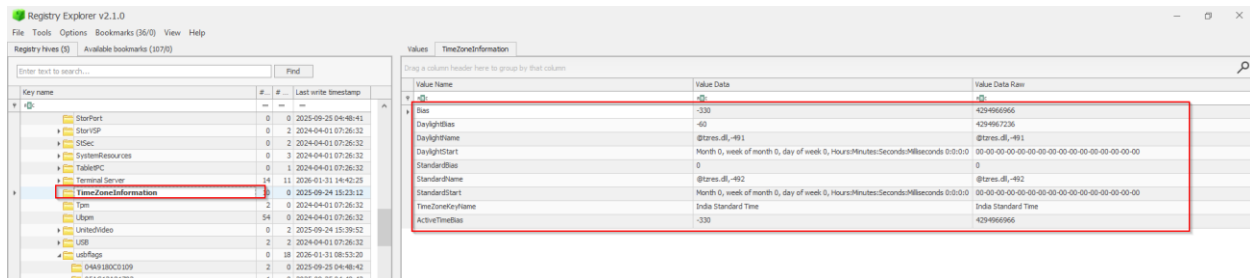 Registry Explorer v2.1.0
File Tools Options Bookmarks (36/0) View Help
Registry hives (5) Available bookmarks (107/0)
Enter text to search... Find
Key name # ... # ... Last write timestamp
StorPort 0 0 2025-09-25 04:48:41
StorVSP 0 2 2024-04-01 07:26:32
StSec 0 2 2024-04-01 07:26:32
SystemResources 0 3 2024-04-01 07:26:32
TabletPC 0 1 2024-04-01 07:26:32
Terminal Server 14 11 2026-01-31 14:42:25
TimeZoneInformation 0 2025-09-24 15:23:12
Tpm 2 0 2024-04-01 07:26:32
Ubpm 54 0 2024-04-01 07:26:32
UnitedVideo 0 2 2025-09-24 15:39:52
USB 2 2 2024-04-01 07:26:32
usbflags 0 18 2026-01-31 08:53:20
04A9180C0109 2 0 2025-09-25 04:48:42
Values TimeZoneInformation
Drag a column header here to group by that column
Value Name Value Data Value Data Raw
Bias -330 4294966966
DaylightBias -60 4294967236
DaylightName @tzres.dll,-491 @tzres.dll,-491
DaylightStart Month 0, week of month 0, day of week 0, Hours:Minutes:Seconds:Milliseconds 0:0:0:0 00-00-00-00-00-00-00-00-00-00-00-00-00-00-00-00
StandardBias 0 0
StandardName @tzres.dll,-492 @tzres.dll,-492
StandardStart Month 0, week of month 0, day of week 0, Hours:Minutes:Seconds:Milliseconds 0:0:0:0 00-00-00-00-00-00-00-00-00-00-00-00-00-00-00-00
TimeZoneKeyName India Standard Time India Standard Time
ActiveTimeBias -330 4294966966